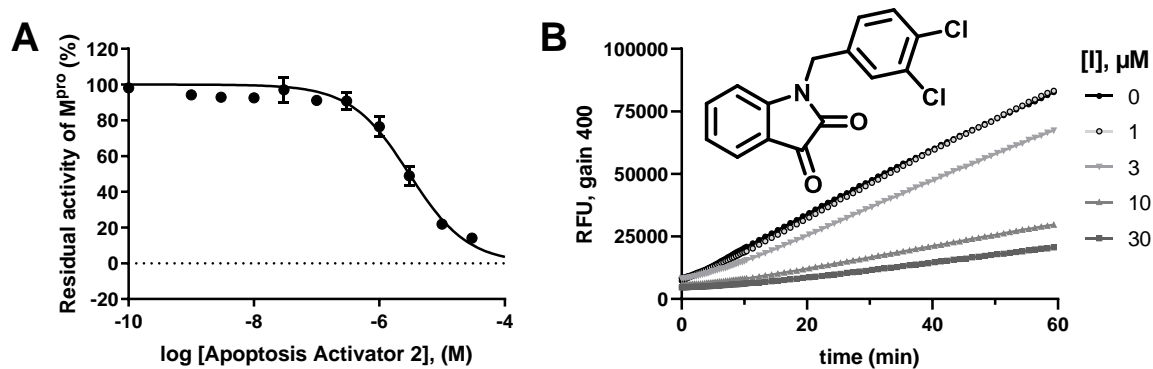 A
Residual activity of Mᵖʳᵒ (%)
120
100
80
60
40
20
0
-20
-10
-8
-6
-4
log [Apoptosis Activator 2], (M)
B
RFU, gain 400
100000
75000
50000
25000
0
0
20
40
60
time (min)
Cl
Cl
N
O
O
[I], µM
0
1
3
10
30